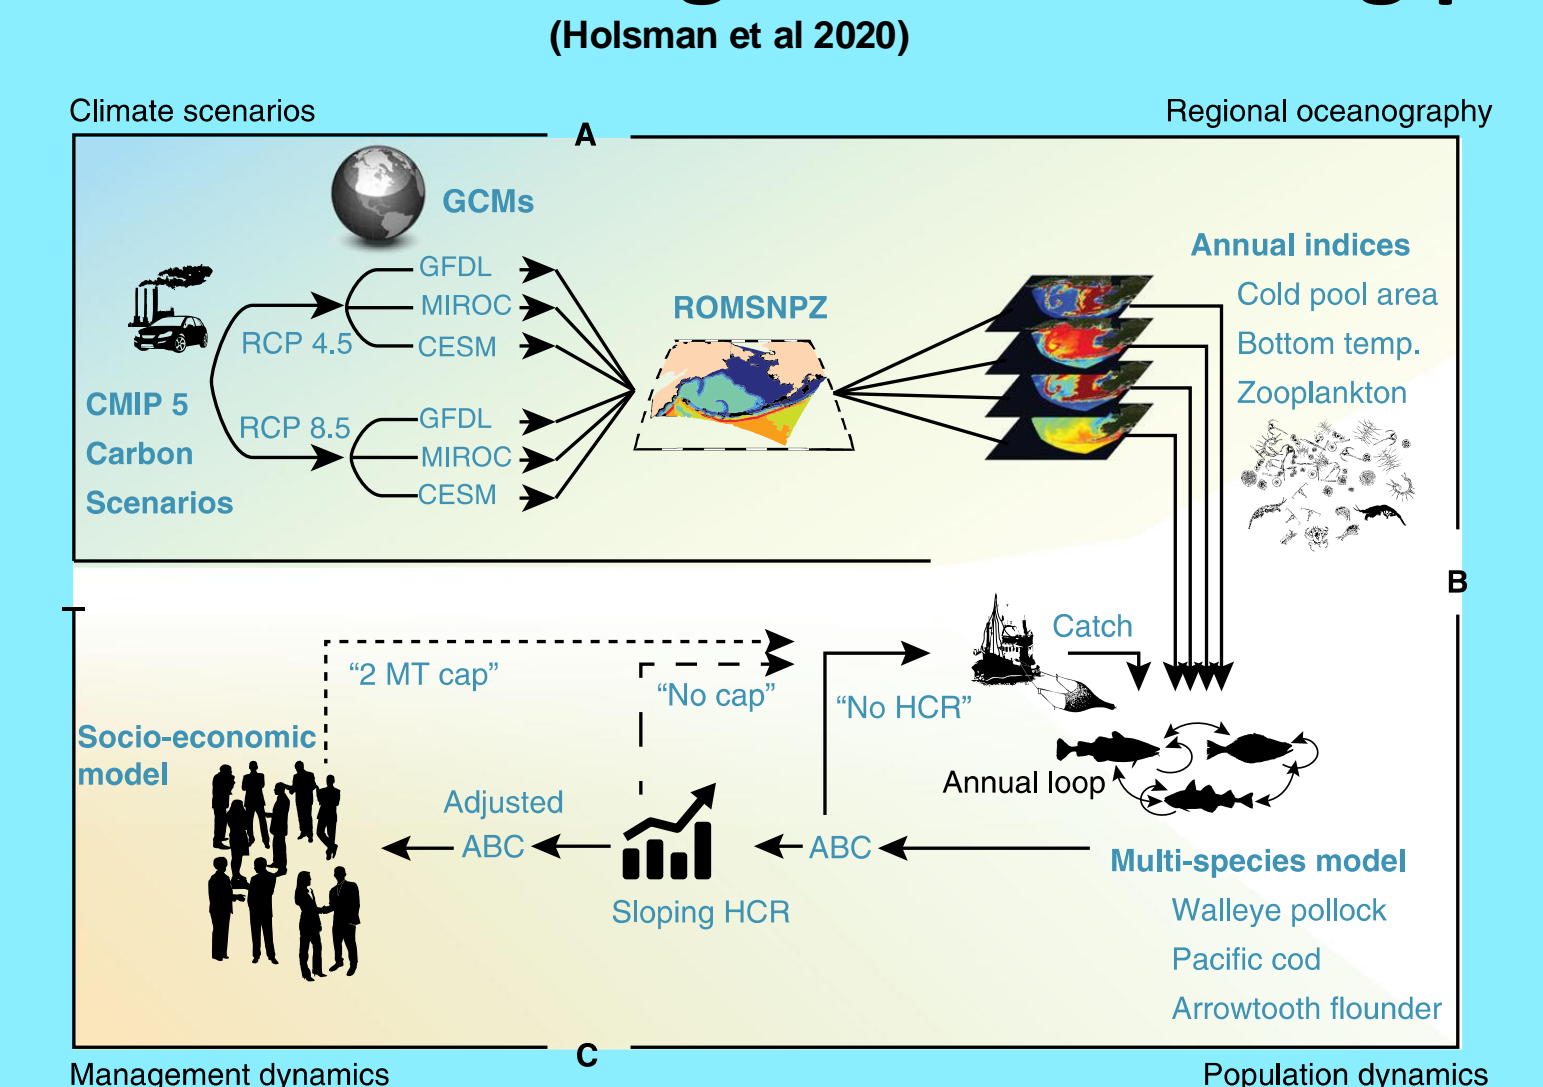 (Holsman et al 2020)
Climate scenarios
Regional oceanography
A
GCMs
GFDL
MIROC
CESM
RCP 4.5
RCP 8.5
GFDL
MIROC
CESM
CMIP 5
Carbon
Scenarios
ROMSNPZ
Annual indices
Cold pool area
Bottom temp.
Zooplankton
B
“2 MT cap”
“No cap”
“No HCR”
Catch
Socio-economic
model
Annual loop
Adjusted
ABC
ABC
Sloping HCR
Multi-species model
Walleye pollock
Pacific cod
Arrowtooth flounder
C
Management dynamics
Population dynamics